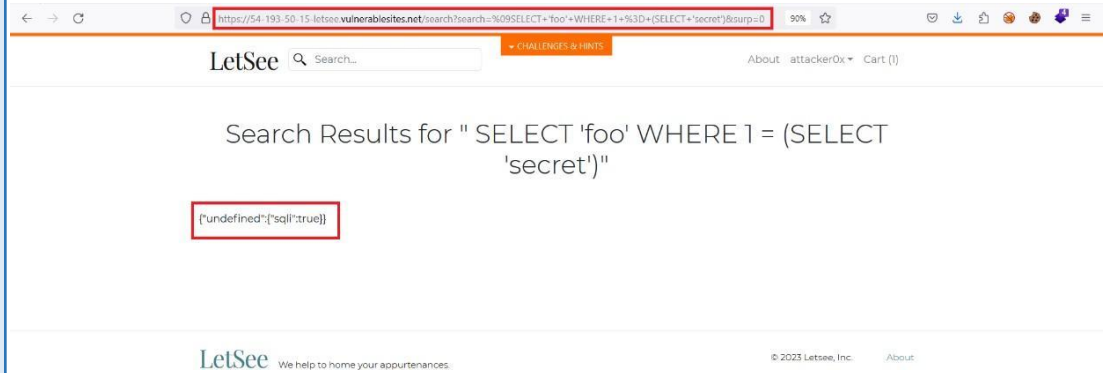 https://54-193-50-15-letsee.vulnerablesites.net/search?search=%09SELECT+'foo'+WHERE+1+%3D+(SELECT+'secret')&surp=0 90%
CHALLENGES & HINTS
LetSee Search... About attacker0x Cart (1)
Search Results for " SELECT 'foo' WHERE 1 = (SELECT
'secret')"
{"undefined":{"sqli":true}}
LetSee We help to home your appurtenances. © 2023 Letsee, Inc. About